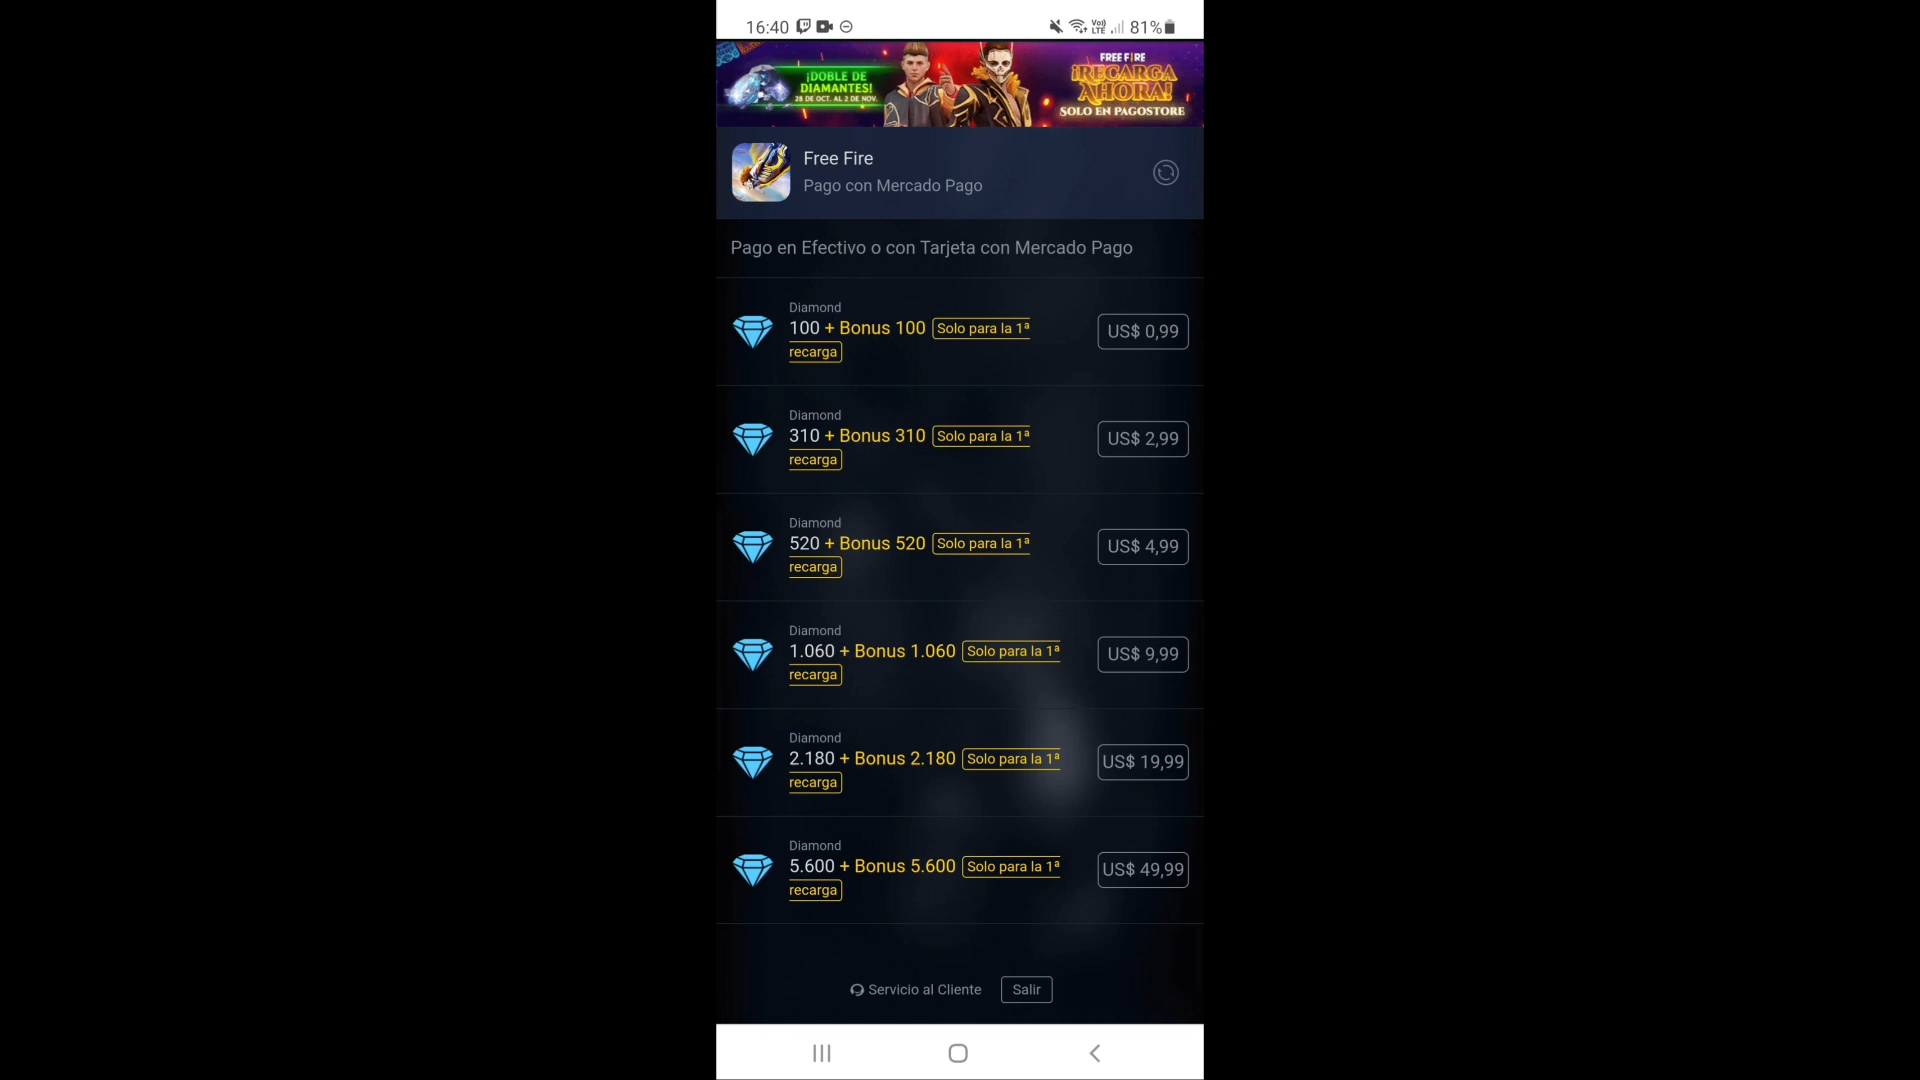 16:40
Vo)) LTE 81%
¡DOBLE DE
DIAMANTES!
28 DE OCT. AL 2 DE NOV.
FREE FIRE
¡RECARGA
AHORA!
SOLO EN PAGOSTORE
Free Fire
Pago con Mercado Pago
Pago en Efectivo o con Tarjeta con Mercado Pago
Diamond
100 + Bonus 100 Solo para la 1ª
recarga
US$ 0,99
Diamond
310 + Bonus 310 Solo para la 1ª
recarga
US$ 2,99
Diamond
520 + Bonus 520 Solo para la 1ª
recarga
US$ 4,99
Diamond
1.060 + Bonus 1.060 Solo para la 1ª
recarga
US$ 9,99
Diamond
2.180 + Bonus 2.180 Solo para la 1ª
recarga
US$ 19,99
Diamond
5.600 + Bonus 5.600 Solo para la 1ª
recarga
US$ 49,99
Servicio al Cliente Salir